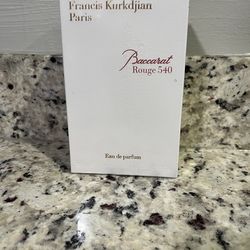 Francis Kurkdjian
Paris
Baccarat
Rouge 540
Eau de parfum